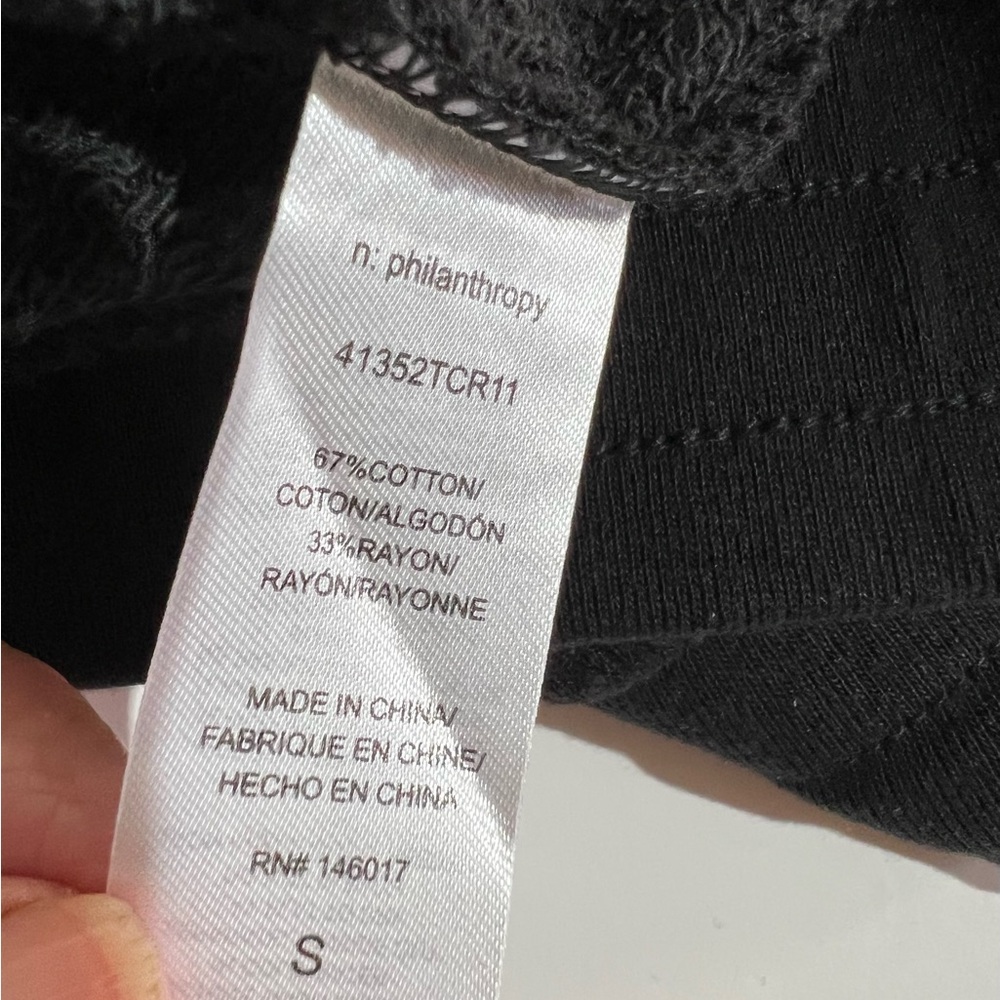 n: philanthropy
41352TCR11
67%COTTON/
COTON/ALGODÓN
33%RAYON/
RAYÓN/RAYONNE
MADE IN CHINA/
FABRIQUE EN CHINE/
HECHO EN CHINA
RN# 146017
S